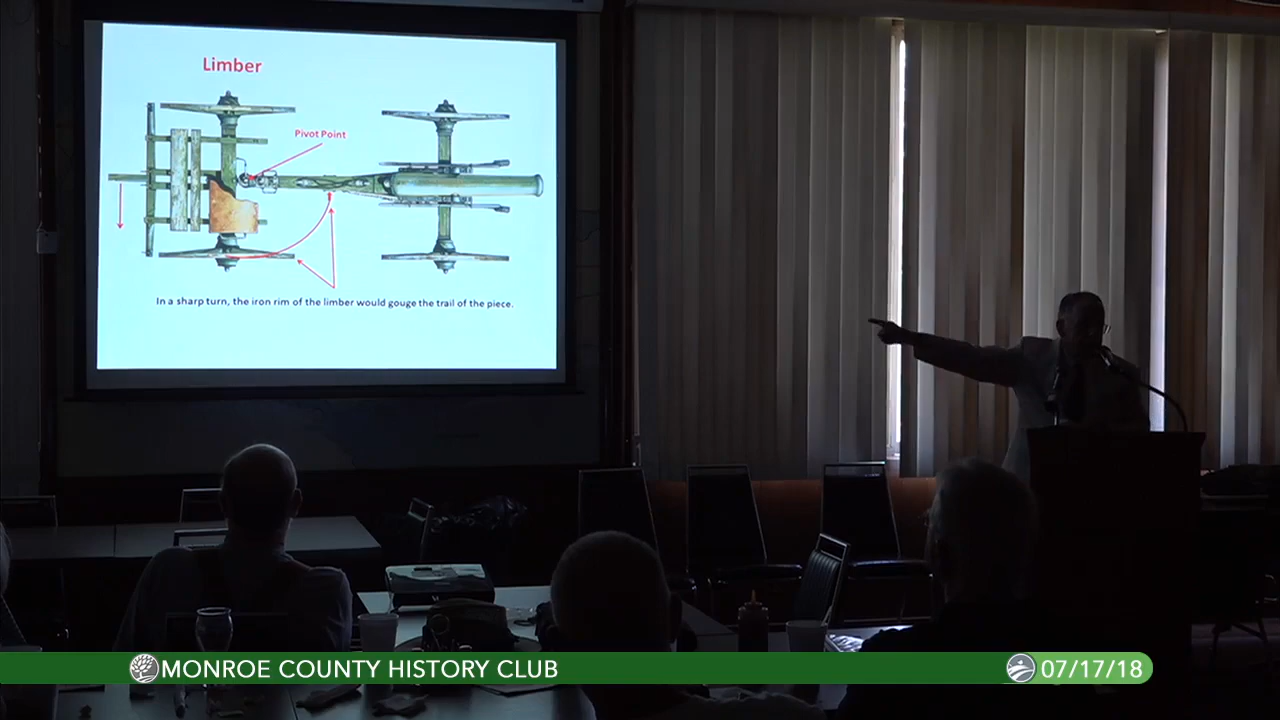 Limber
Pivot Point
In a sharp turn, the iron rim of the limber would gouge the trail of the piece.
MONROE COUNTY HISTORY CLUB
07/17/18